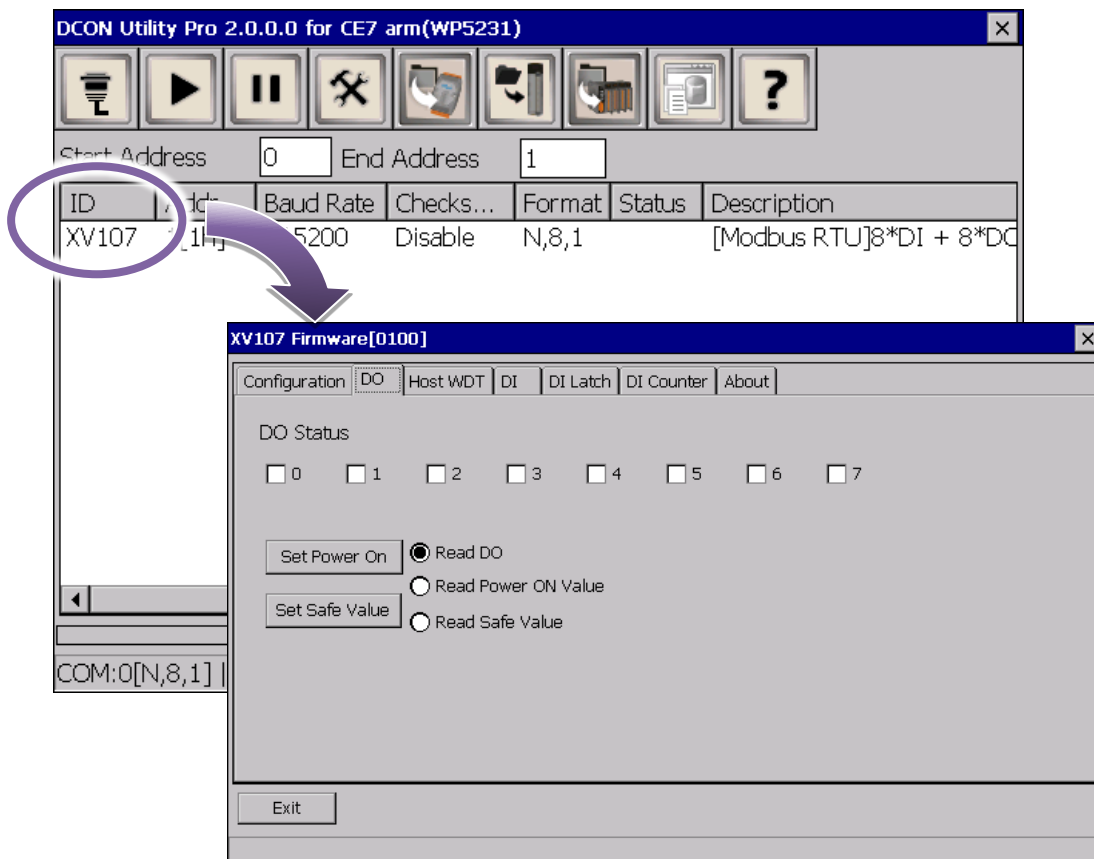 DCON Utility Pro 2.0.0.0 for CE7 arm(WP5231)
?
Start Address 0 End Address 1
ID Addr Baud Rate Checks... Format Status Description
XV107 Disable N,8,1 [Modbus RTU]8*DI + 8*DO
XV107 Firmware[0100]
Configuration DO Host WDT DI DI Latch DI Counter About
DO Status
0 1 2 3 4 5 6 7
Set Power On Read DO
Read Power ON Value
Set Safe Value Read Safe Value
COM:0[N,8,1] |
Exit